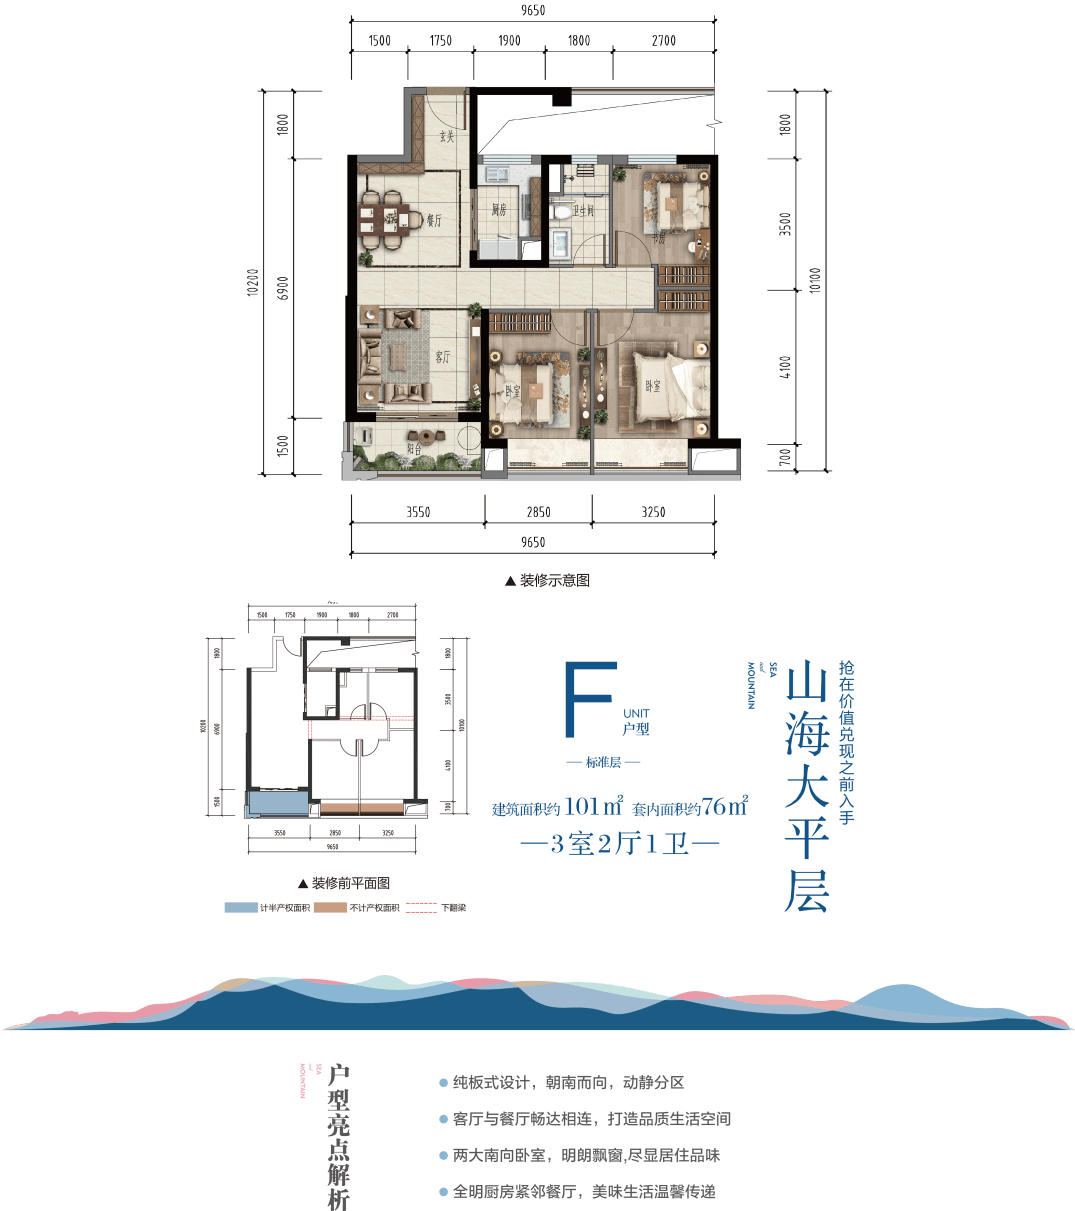 9650
1500 1750 1900 1800 2700
1800
6900
1500
10200
1800
3500
4100
700
10100
玄关
餐厅
厨房
卫生间
书房
客厅
卧室
卧室
阳台
3550 2850 3250
9650
▲ 装修示意图
1500 1750 1900 1800 2700
1800
6900
1500
10200
1800
3500
4100
700
10100
3550 2850 3250
9650
▲ 装修前平面图
计半产权面积 不计产权面积 下翻梁
F
UNIT
户型
标准层
建筑面积约101㎡ 套内面积约76㎡
3室2厅1卫
抢在价值兑现之前入手
山海大平层
SEA
and
MOUNTAIN
户型亮点解析
SEA
and
MOUNTAIN
纯板式设计，朝南而向，动静分区
客厅与餐厅畅达相连，打造品质生活空间
两大南向卧室，明朗飘窗,尽显居住品味
全明厨房紧邻餐厅，美味生活温馨传递